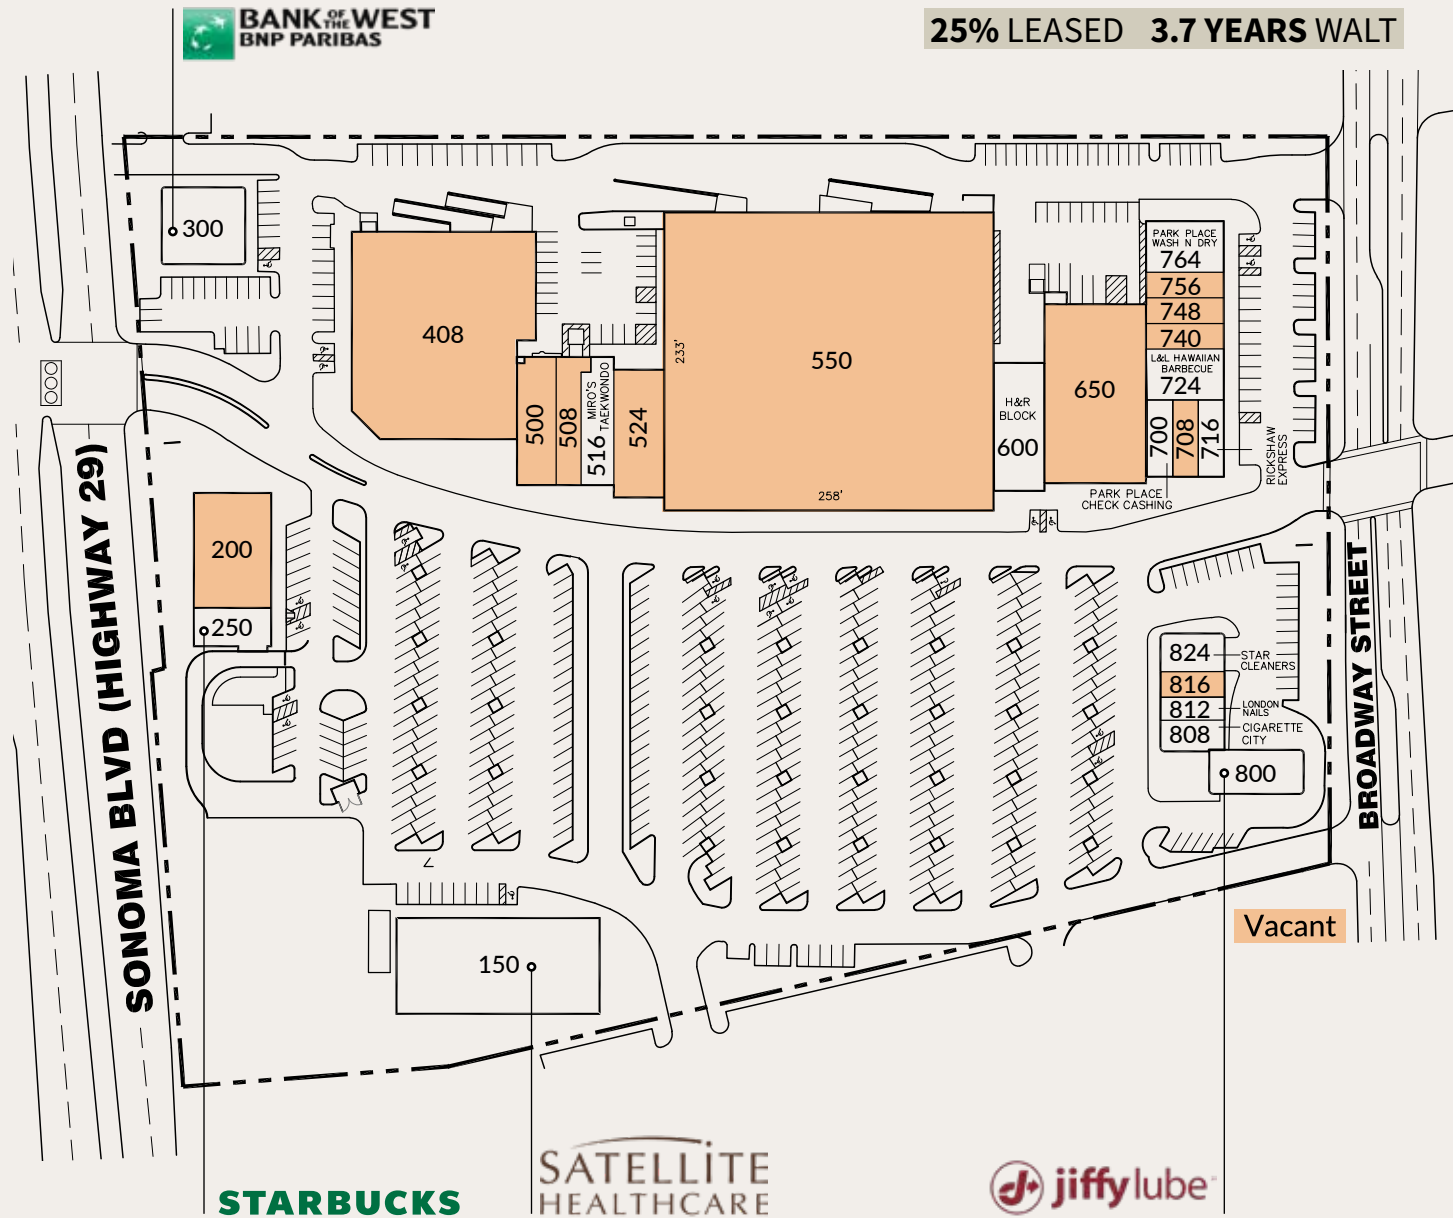 BANK OF THE WEST
BNP PARIBAS
25% LEASED 3.7 YEARS WALT
300
408
500
508
516
MIRO'S
TAEKWONDO
524
233'
550
258'
H&R
BLOCK
600
650
PARK PLACE
WASH N DRY
764
756
748
740
L&L HAWAIIAN
BARBECUE
724
700
708
716
RICKSHAW
EXPRESS
PARK PLACE
CHECK CASHING
SONOMA BLVD (HIGHWAY 29)
200
250
BROADWAY STREET
824
STAR
CLEANERS
816
812
LONDON
NAILS
808
CIGARETTE
CITY
800
Vacant
150
STARBUCKS
SATELLITE
HEALTHCARE
jiffy lube